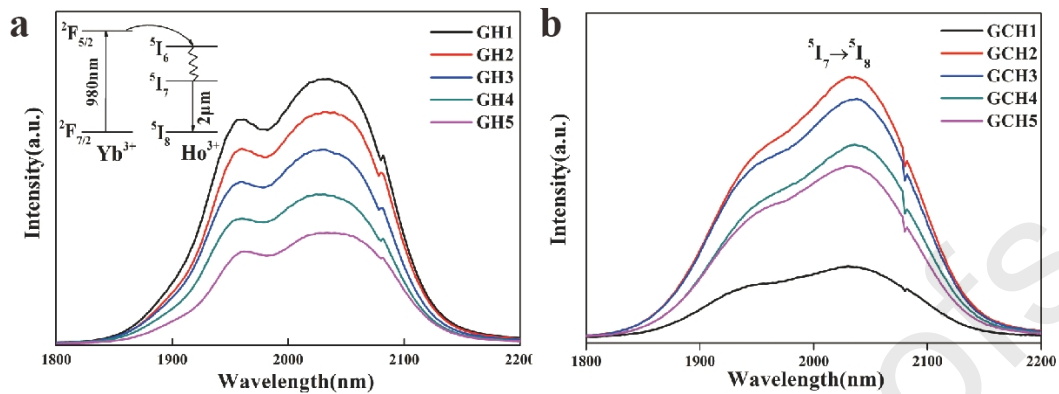 a
²F₅/₂
980nm
²F₇/₂
Yb³⁺
⁵I₆
⁵I₇
2μm
⁵I₈
Ho³⁺
GH1
GH2
GH3
GH4
GH5
Intensity(a.u.)
1800 1900 2000 2100 2200
Wavelength(nm)
b
⁵I₇→⁵I₈
GCH1
GCH2
GCH3
GCH4
GCH5
Intensity(a.u.)
1800 1900 2000 2100 2200
Wavelength(nm)
ofs